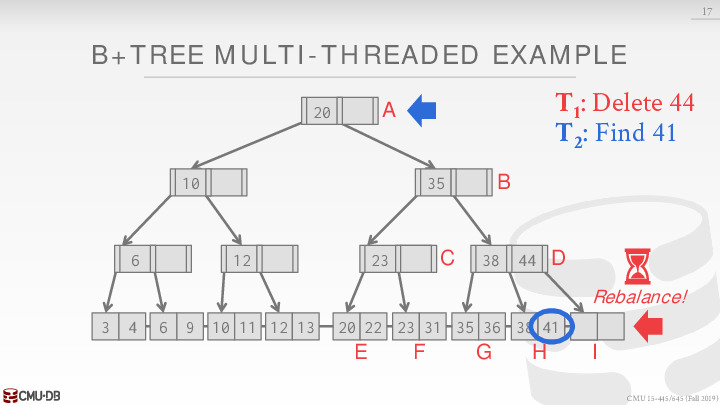 17
B+TREE MULTI-THREADED EXAMPLE
T1: Delete 44
T2: Find 41
20 A
10
35 B
6
12
23 C
38 44 D
Rebalance!
3 4 6 9 10 11 12 13 20 22 23 31 35 36 38 41
E F G H I
CMU·DB
CMU 15-445/645 (Fall 2019)